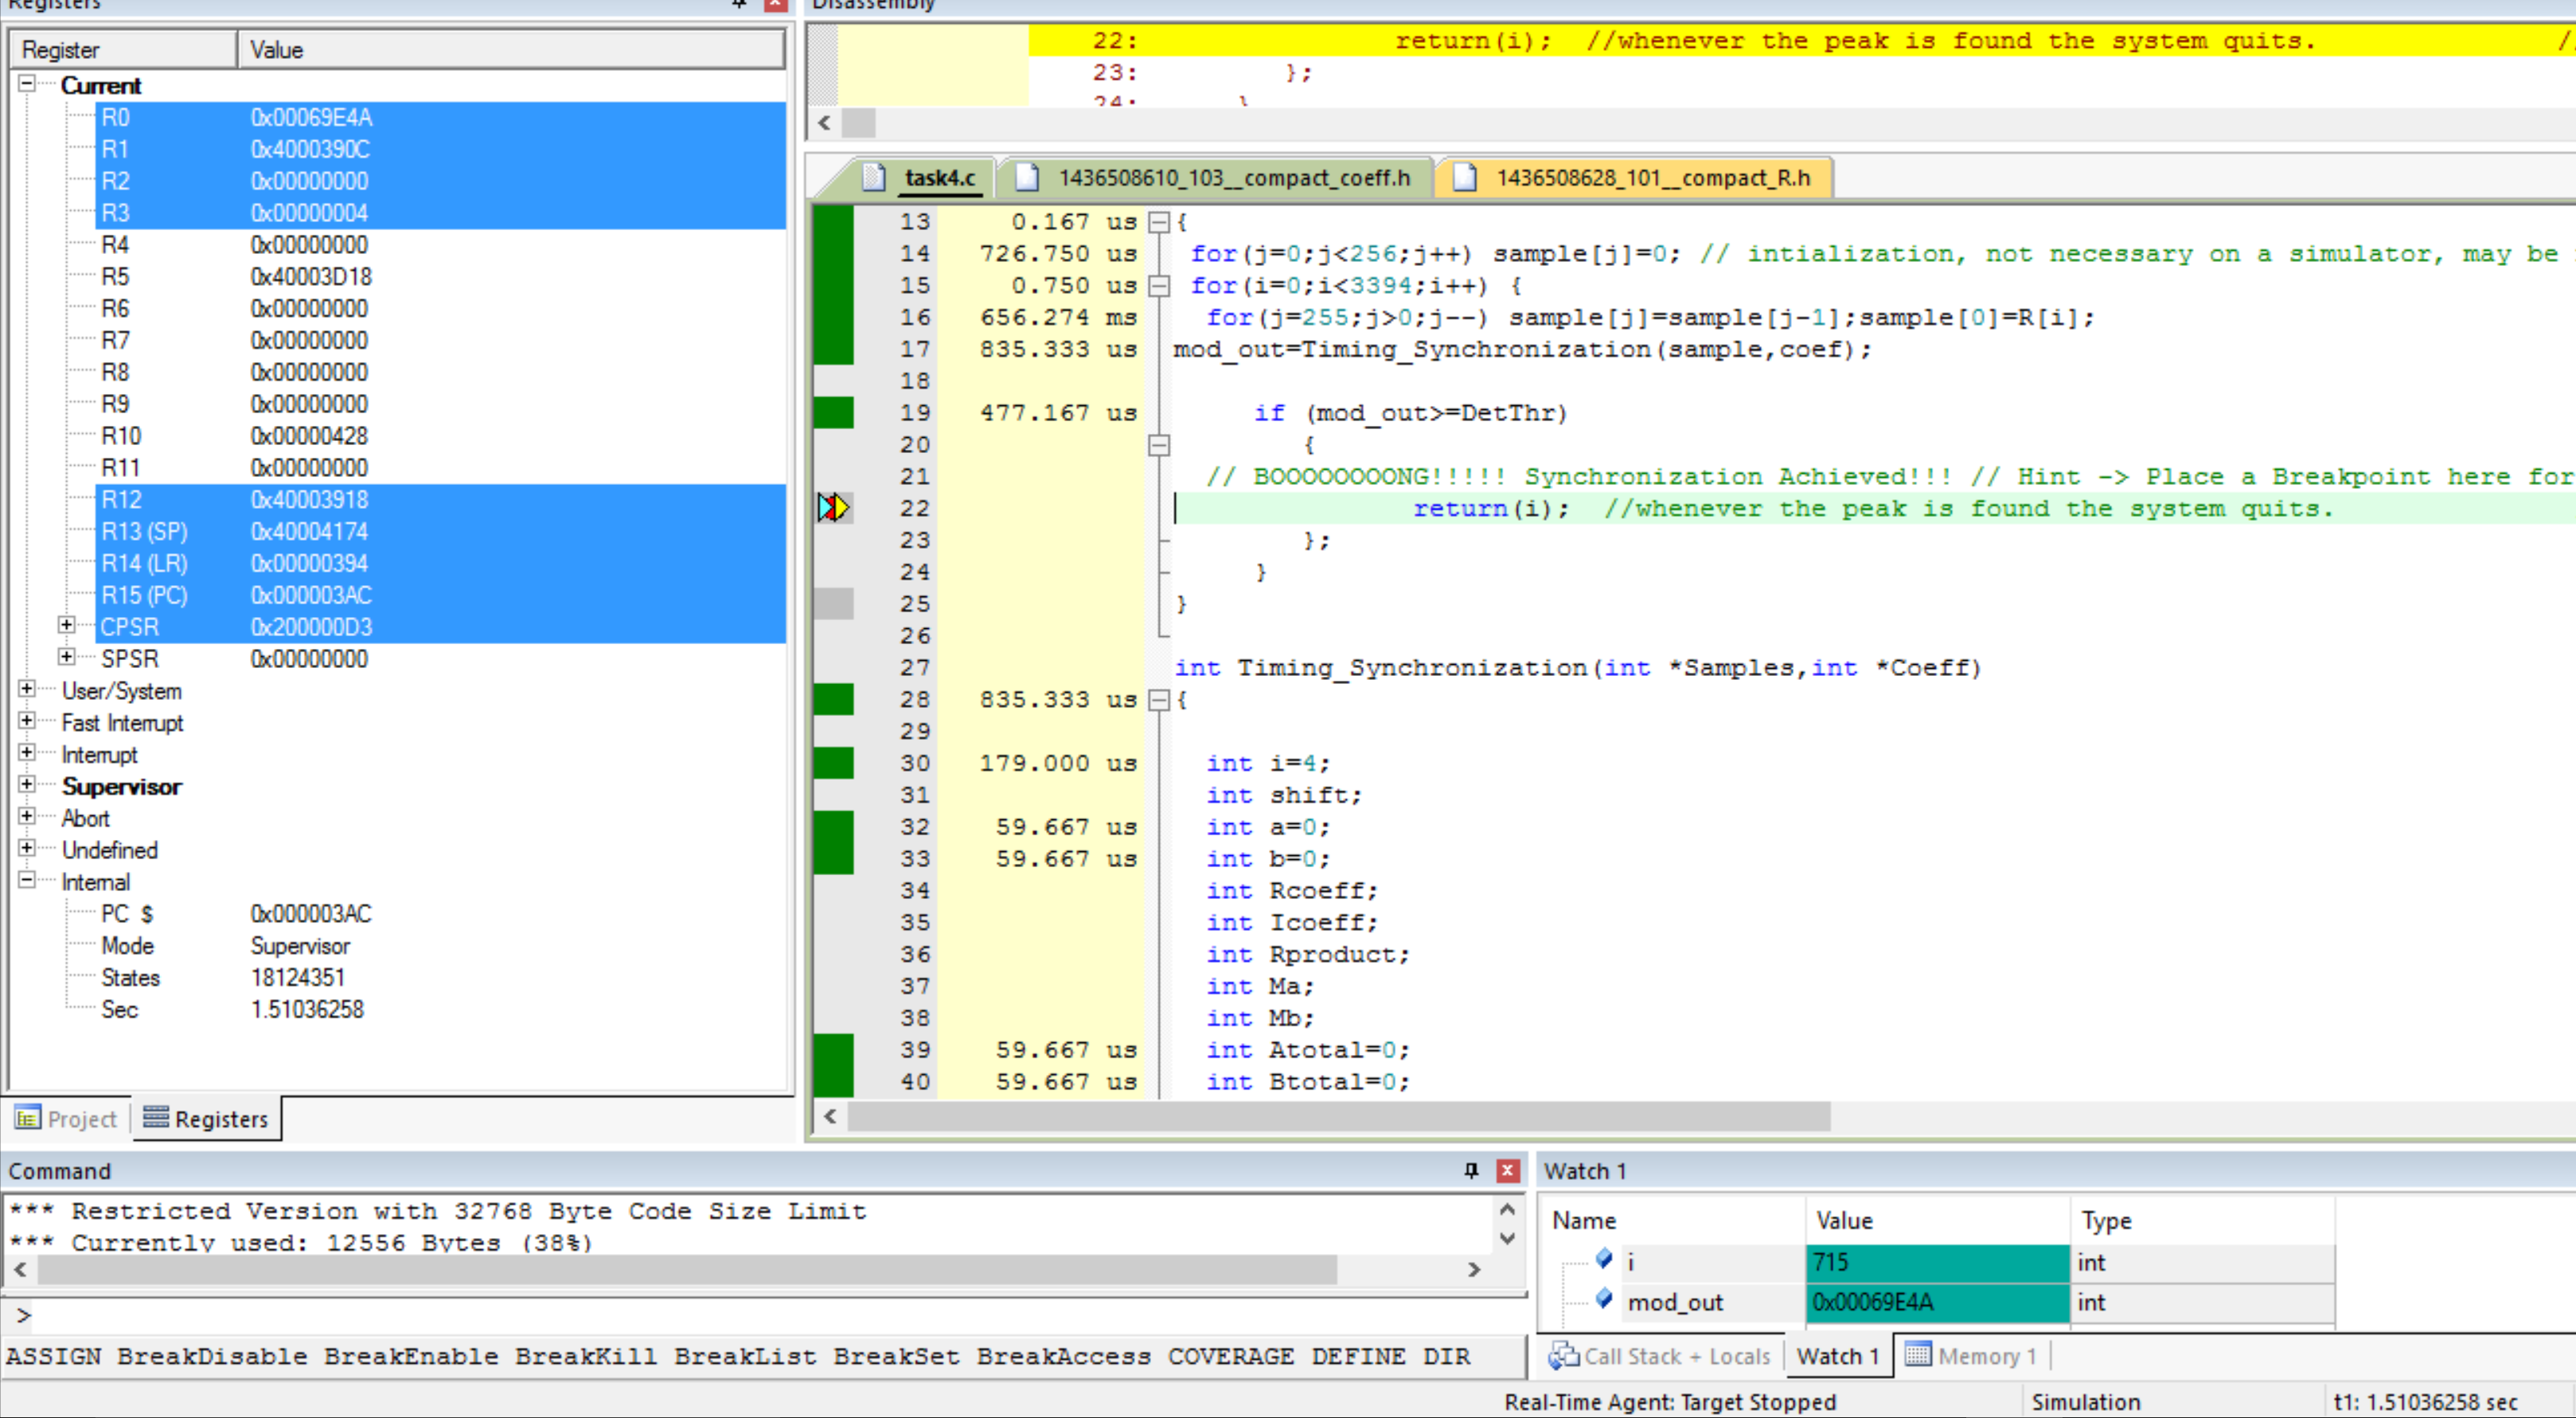 Registers
Register Value
Current
R0 0x00069E4A
R1 0x4000390C
R2 0x00000000
R3 0x00000004
R4 0x00000000
R5 0x40003D18
R6 0x00000000
R7 0x00000000
R8 0x00000000
R9 0x00000000
R10 0x00000428
R11 0x00000000
R12 0x40003918
R13 (SP) 0x40004174
R14 (LR) 0x00000394
R15 (PC) 0x000003AC
CPSR 0x200000D3
SPSR 0x00000000
User/System
Fast Interrupt
Interrupt
Supervisor
Abort
Undefined
Internal
PC $ 0x000003AC
Mode Supervisor
States 18124351
Sec 1.51036258
Project Registers
Disassembly
22: return(i); //whenever the peak is found the system quits. //
23: };
24: }
task4.c 1436508610_103__compact_coeff.h 1436508628_101__compact_R.h
13 0.167 us {
14 726.750 us for(j=0;j<256;j++) sample[j]=0; // intialization, not necessary on a simulator, may be
15 0.750 us for(i=0;i<3394;i++) {
16 656.274 ms for(j=255;j>0;j--) sample[j]=sample[j-1];sample[0]=R[i];
17 835.333 us mod_out=Timing_Synchronization(sample,coef);
18
19 477.167 us if (mod_out>=DetThr)
20 {
21 // BOOOOOOOONG!!!!! Synchronization Achieved!!! // Hint -> Place a Breakpoint here for
22 return(i); //whenever the peak is found the system quits.
23 };
24 }
25 }
26
27 int Timing_Synchronization(int *Samples,int *Coeff)
28 835.333 us {
29
30 179.000 us int i=4;
31 int shift;
32 59.667 us int a=0;
33 59.667 us int b=0;
34 int Rcoeff;
35 int Icoeff;
36 int Rproduct;
37 int Ma;
38 int Mb;
39 59.667 us int Atotal=0;
40 59.667 us int Btotal=0;
Command
*** Restricted Version with 32768 Byte Code Size Limit
*** Currently used: 12556 Bytes (38%)
>
ASSIGN BreakDisable BreakEnable BreakKill BreakList BreakSet BreakAccess COVERAGE DEFINE DIR
Watch 1
Name Value Type
i 715 int
mod_out 0x00069E4A int
Call Stack + Locals Watch 1 Memory 1
Real-Time Agent: Target Stopped Simulation t1: 1.51036258 sec